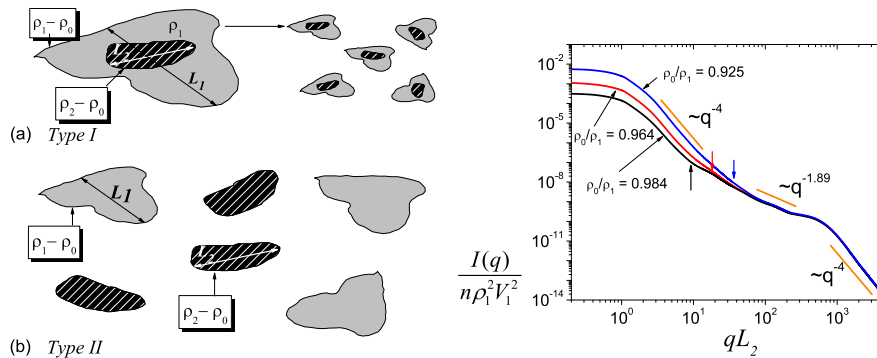 ρ₁− ρ₀
ρ₁
L₁
ρ₂− ρ₀
(a) Type I
L1
ρ₁− ρ₀
ρ₂− ρ₀
(b) Type II
10⁻²
10⁻⁵
10⁻⁸
10⁻¹¹
10⁻¹⁴
ρ₀/ρ₁ = 0.925
ρ₀/ρ₁ = 0.964
ρ₀/ρ₁ = 0.984
~q⁻⁴
~q⁻¹·⁸⁹
~q⁻⁴
I(q)
nρ₁²V₁²
10⁰ 10¹ 10² 10³
qL₂